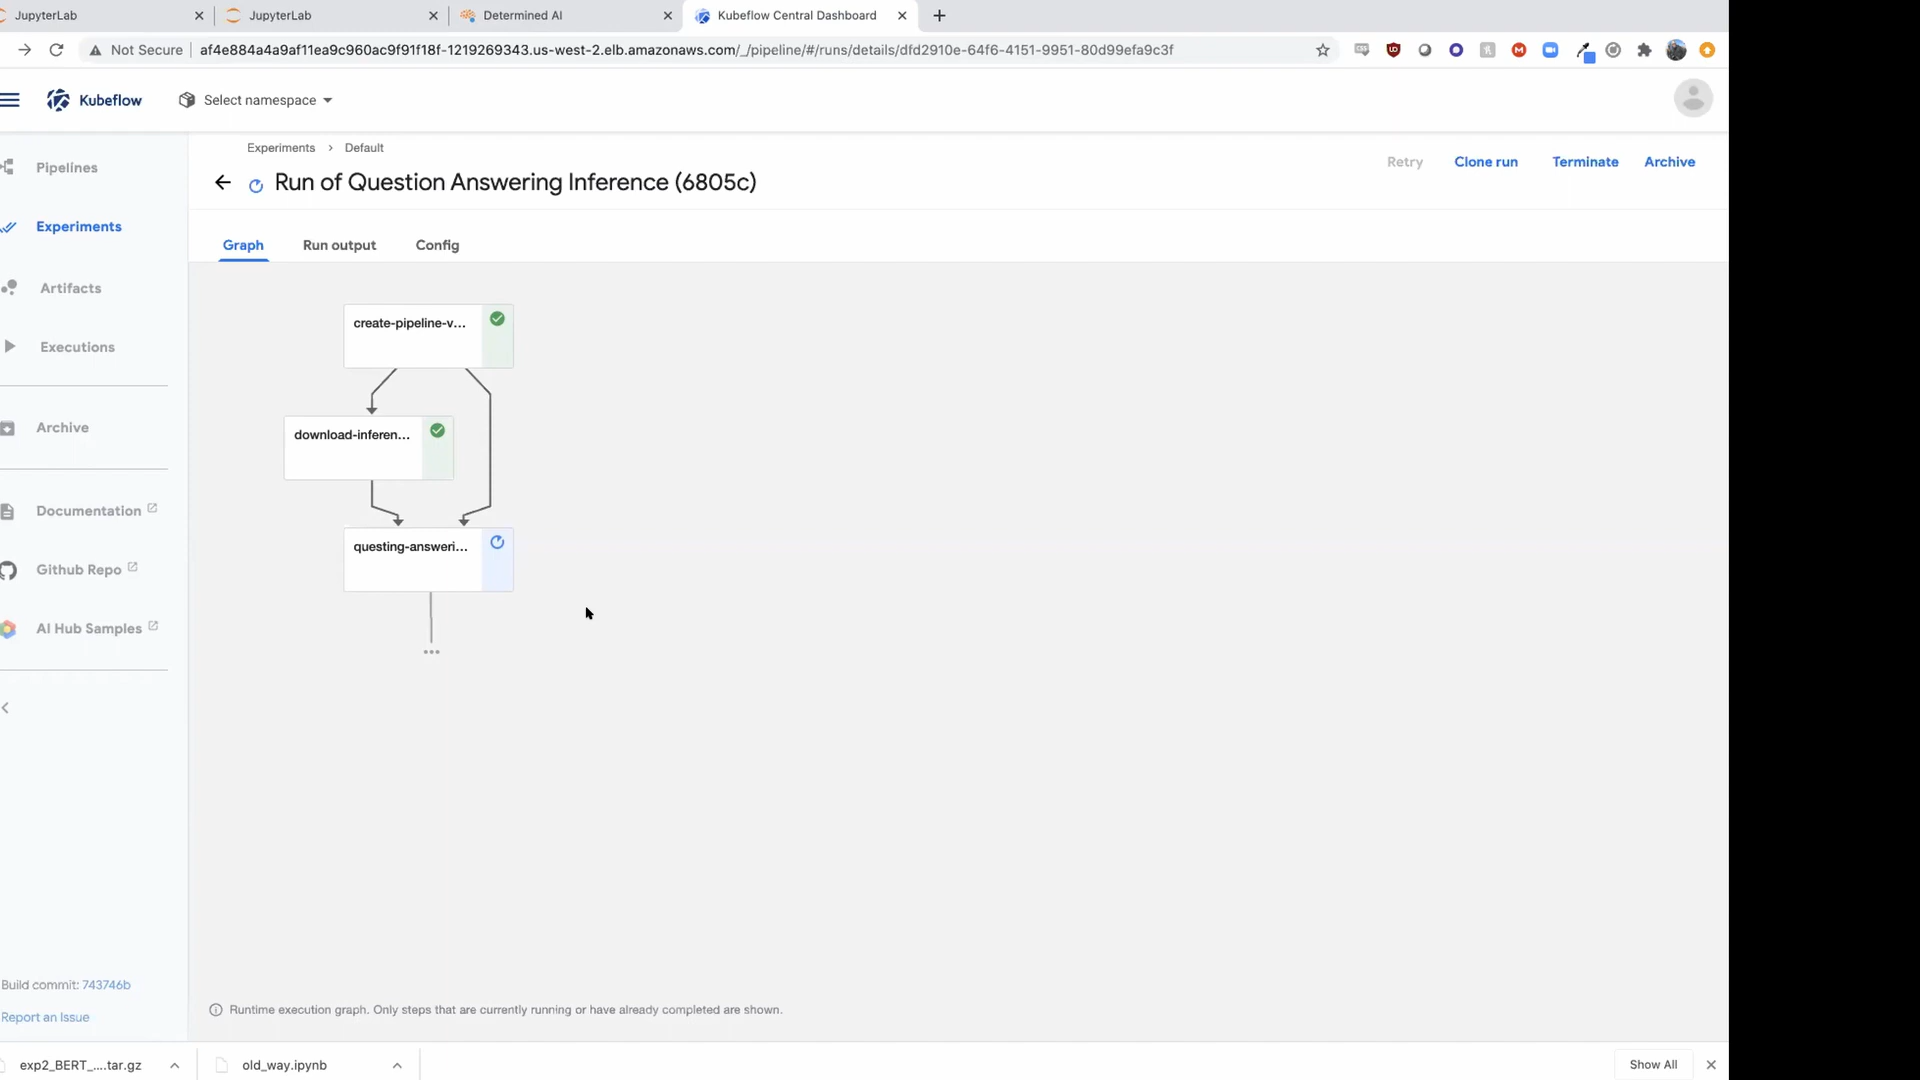 JupyterLab
JupyterLab
Determined AI
Kubeflow Central Dashboard
Not Secure
af4e884a4a9af11ea9c960ac9f91f18f-1219269343.us-west-2.elb.amazonaws.com/_/pipeline/#/runs/details/dfd2910e-64f6-4151-9951-80d99efa9c3f
Kubeflow
Select namespace
Pipelines
Experiments
Artifacts
Executions
Archive
Documentation
Github Repo
AI Hub Samples
Build commit: 743746b
Report an Issue
Experiments › Default
Run of Question Answering Inference (6805c)
Retry
Clone run
Terminate
Archive
Graph
Run output
Config
create-pipeline-v...
download-inferen...
questing-answeri...
Runtime execution graph. Only steps that are currently running or have already completed are shown.
exp2_BERT_....tar.gz
old_way.ipynb
Show All